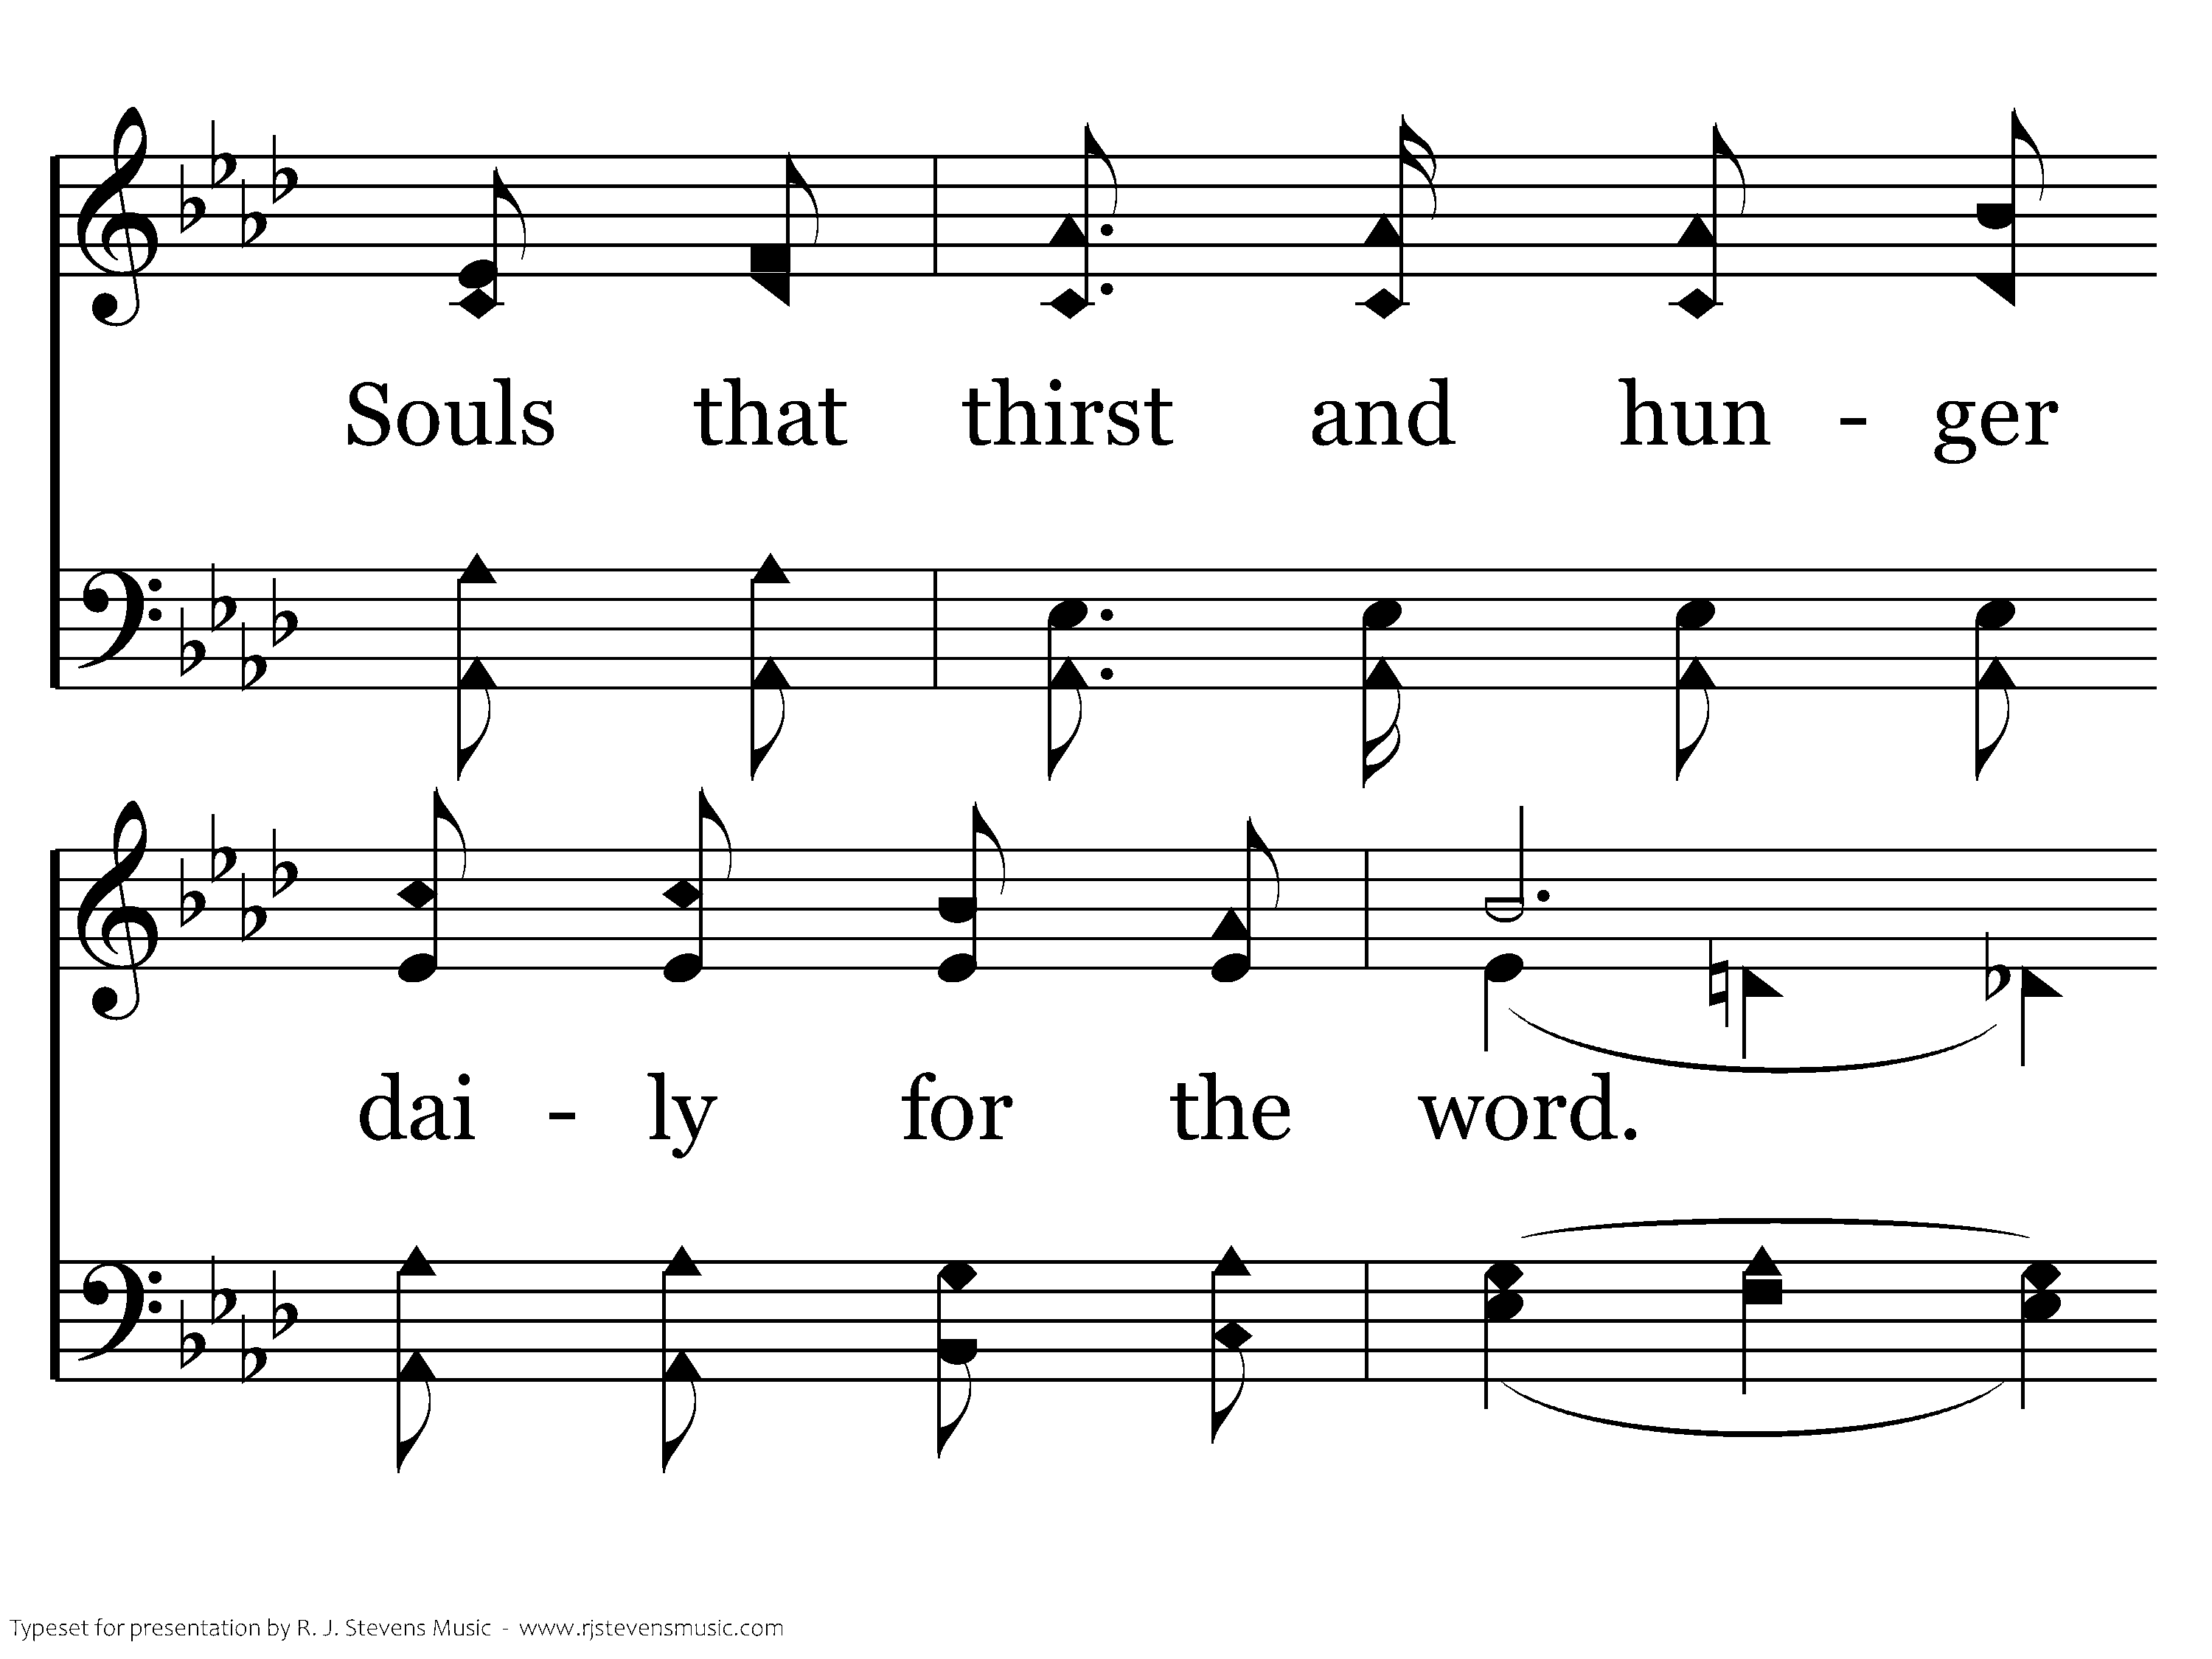 Souls that thirst and hun - ger
dai - ly for the word.
Typeset for presentation by R. J. Stevens Music - www.rjstevensmusic.com